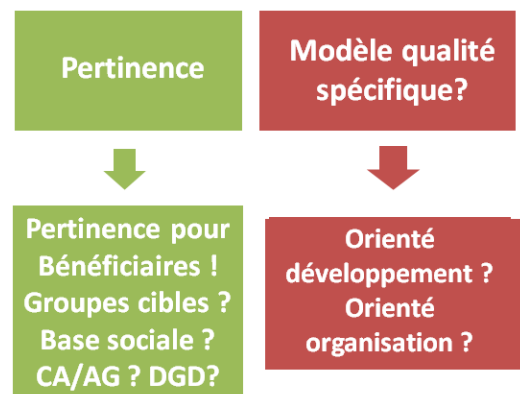 Pertinence
Modèle qualité
spécifique?
Pertinence pour
Bénéficiaires !
Groupes cibles ?
Base sociale ?
CA/AG ? DGD?
Orienté
développement ?
Orienté
organisation ?